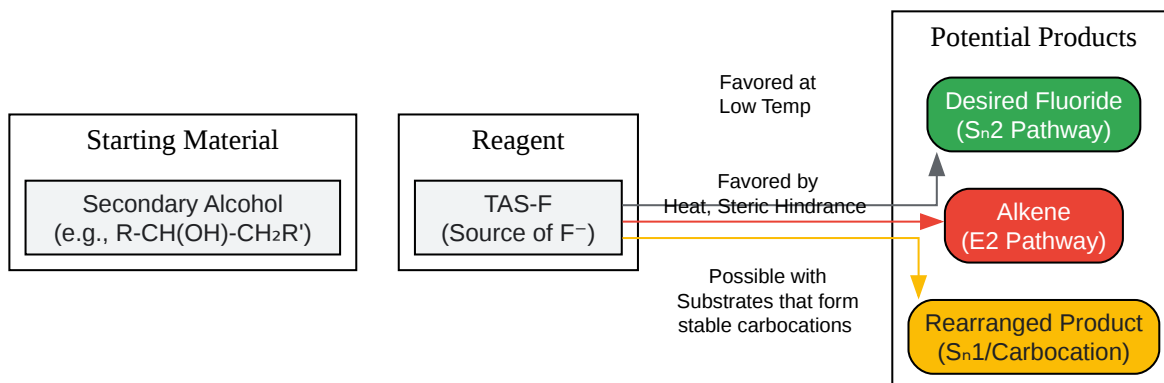 Starting Material
Secondary Alcohol
(e.g., R-CH(OH)-CH₂R')
Reagent
TAS-F
(Source of F⁻)
Favored at
Low Temp
Favored by
Heat, Steric Hindrance
Possible with
Substrates that form
stable carbocations
Potential Products
Desired Fluoride
(Sₙ2 Pathway)
Alkene
(E2 Pathway)
Rearranged Product
(Sₙ1/Carbocation)